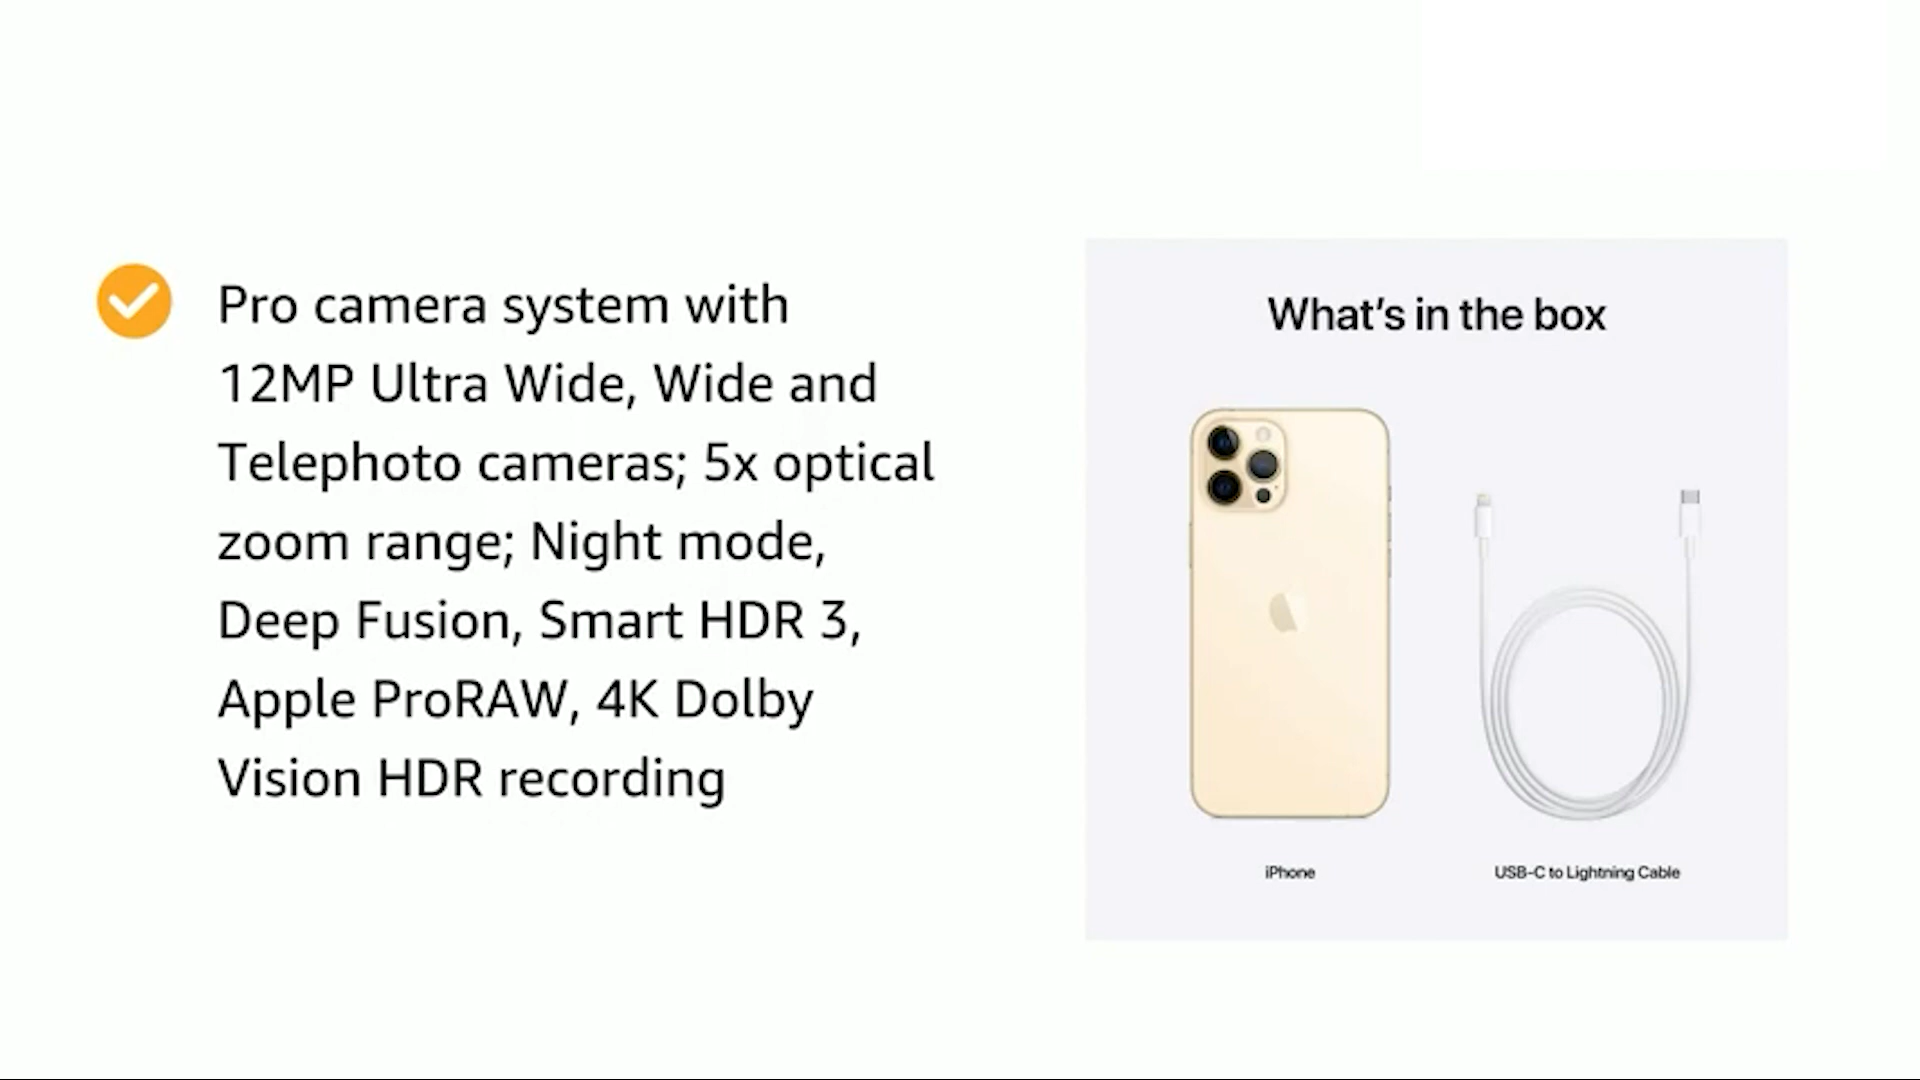 Pro camera system with
12MP Ultra Wide, Wide and
Telephoto cameras; 5x optical
zoom range; Night mode,
Deep Fusion, Smart HDR 3,
Apple ProRAW, 4K Dolby
Vision HDR recording
What's in the box
iPhone
USB-C to Lightning Cable